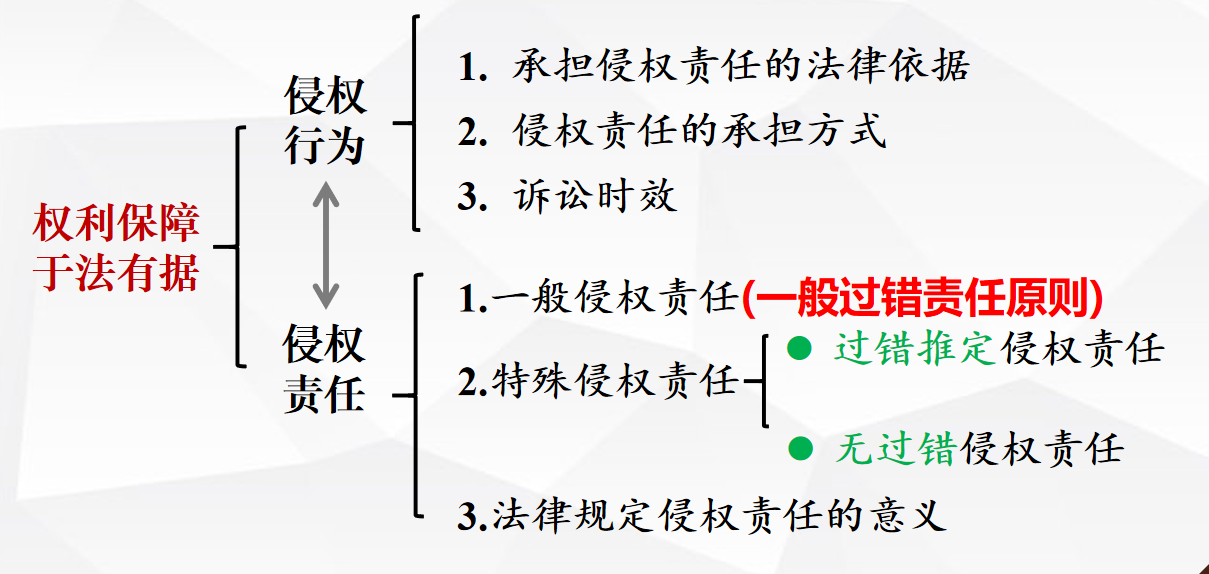 权利保障
于法有据
侵权
行为
1. 承担侵权责任的法律依据
2. 侵权责任的承担方式
3. 诉讼时效
侵权
责任
1.一般侵权责任(一般过错责任原则)
2.特殊侵权责任
● 过错推定侵权责任
● 无过错侵权责任
3.法律规定侵权责任的意义